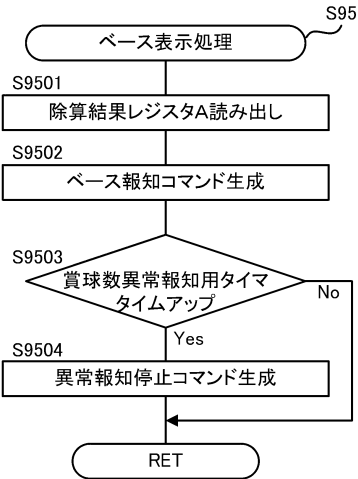 S95
ベース表示処理
S9501
除算結果レジスタA読み出し
S9502
ベース報知コマンド生成
S9503
賞球数異常報知用タイマ
タイムアップ
No
Yes
S9504
異常報知停止コマンド生成
RET